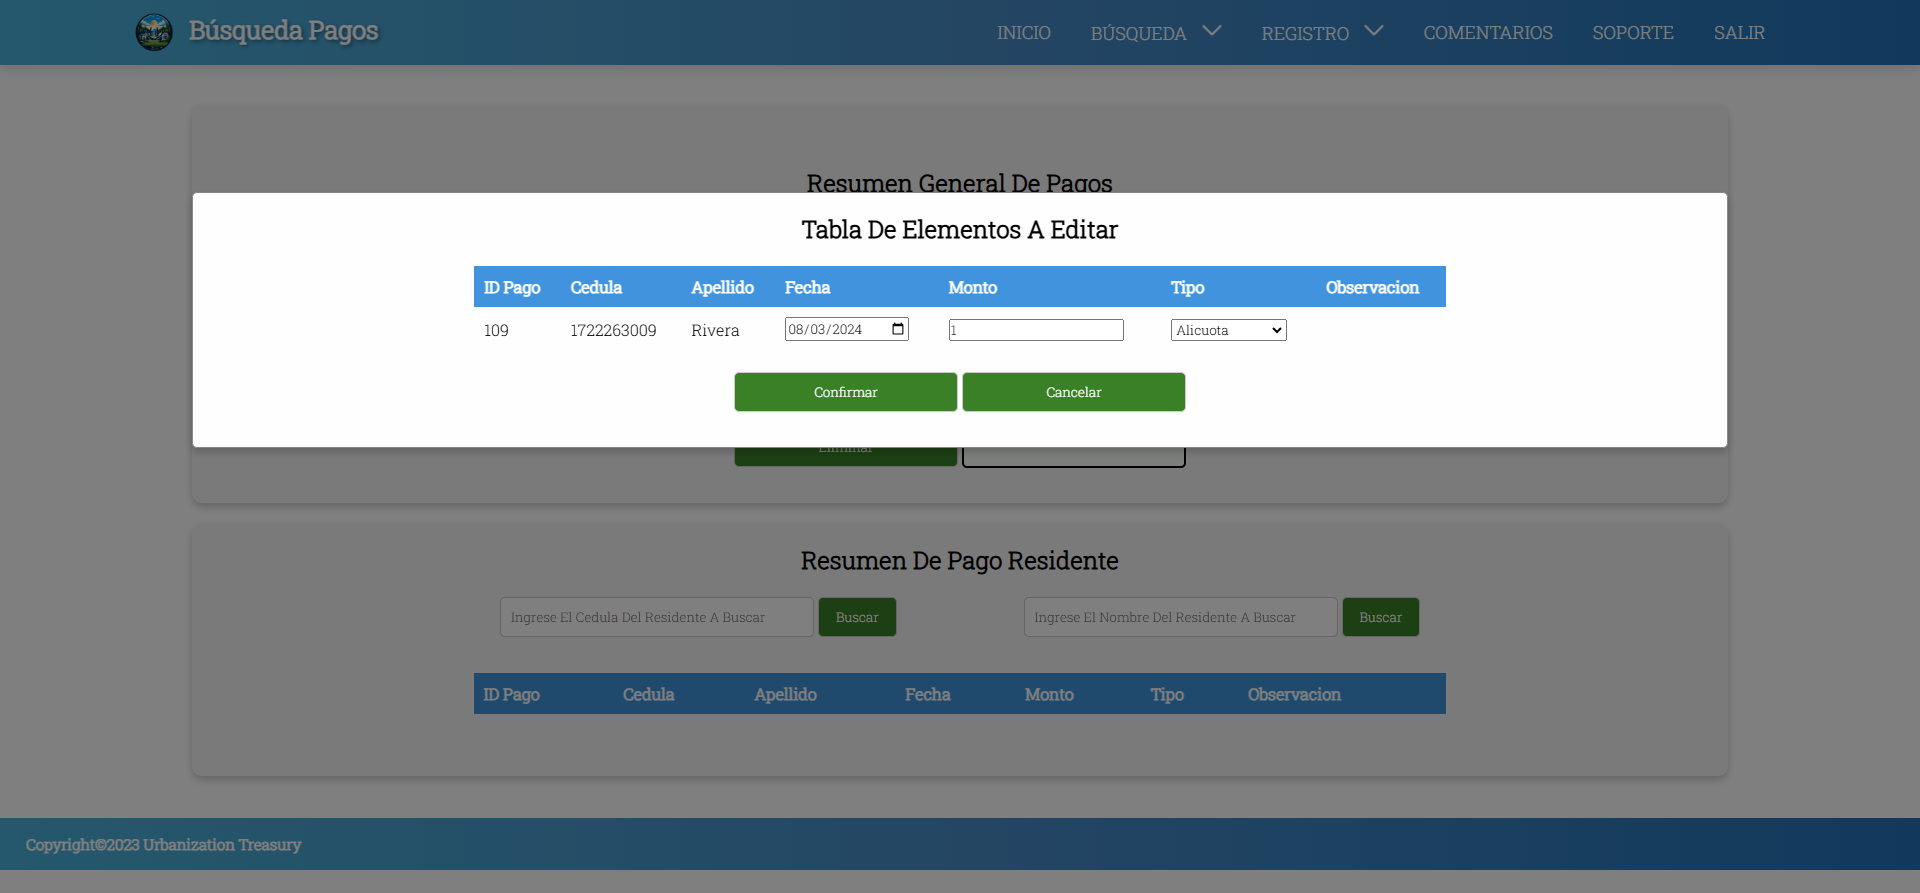 Búsqueda Pagos
INICIO BÚSQUEDA REGISTRO COMENTARIOS SOPORTE SALIR
Resumen General De Pagos
Tabla De Elementos A Editar
ID Pago Cedula Apellido Fecha Monto Tipo Observacion
109 1722263009 Rivera 08/03/2024 1 Alicuota
Confirmar Cancelar
Eliminar
Resumen De Pago Residente
Ingrese El Cedula Del Residente A Buscar Buscar Ingrese El Nombre Del Residente A Buscar Buscar
ID Pago Cedula Apellido Fecha Monto Tipo Observacion
Copyright©2023 Urbanization Treasury